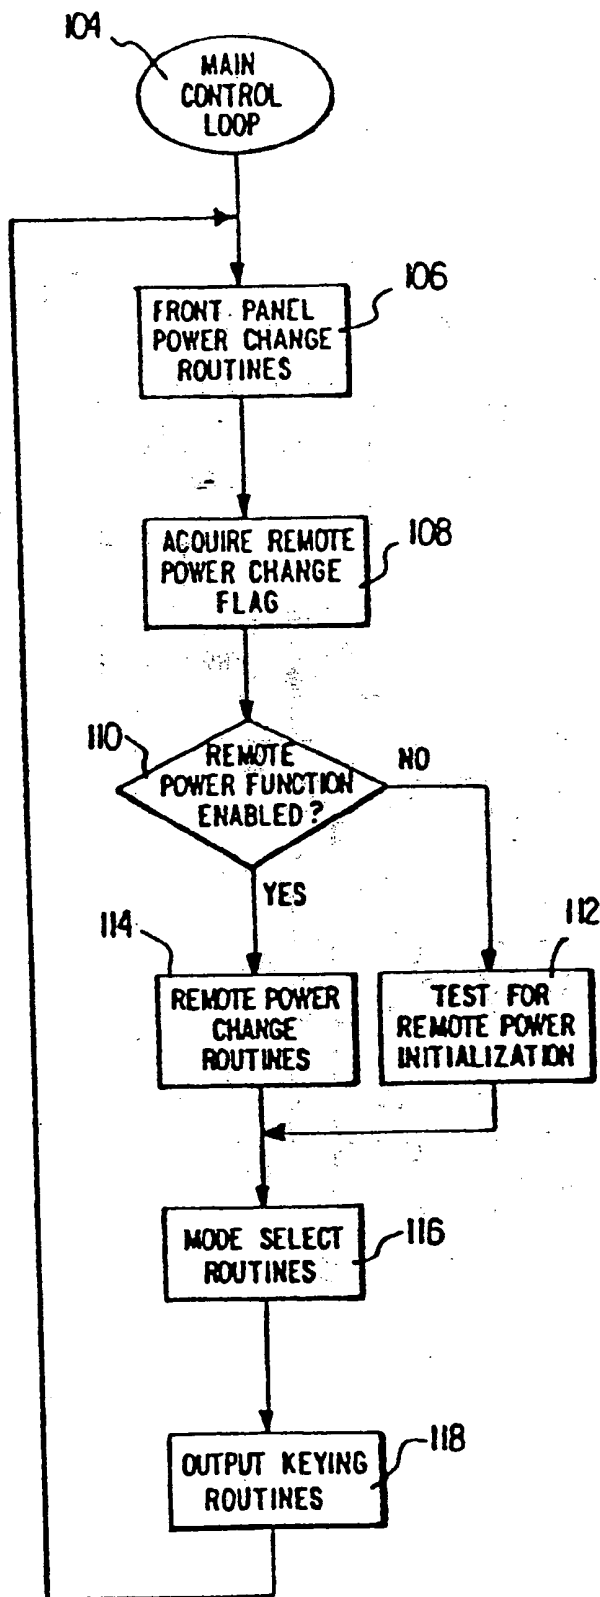 104
MAIN
CONTROL
LOOP
106
FRONT PANEL
POWER CHANGE
ROUTINES
108
ACQUIRE REMOTE
POWER CHANGE
FLAG
110
REMOTE
POWER FUNCTION
ENABLED?
NO
YES
114
REMOTE POWER
CHANGE
ROUTINES
112
TEST FOR
REMOTE POWER
INITIALIZATION
MODE SELECT
ROUTINES
116
OUTPUT KEYING
ROUTINES
118